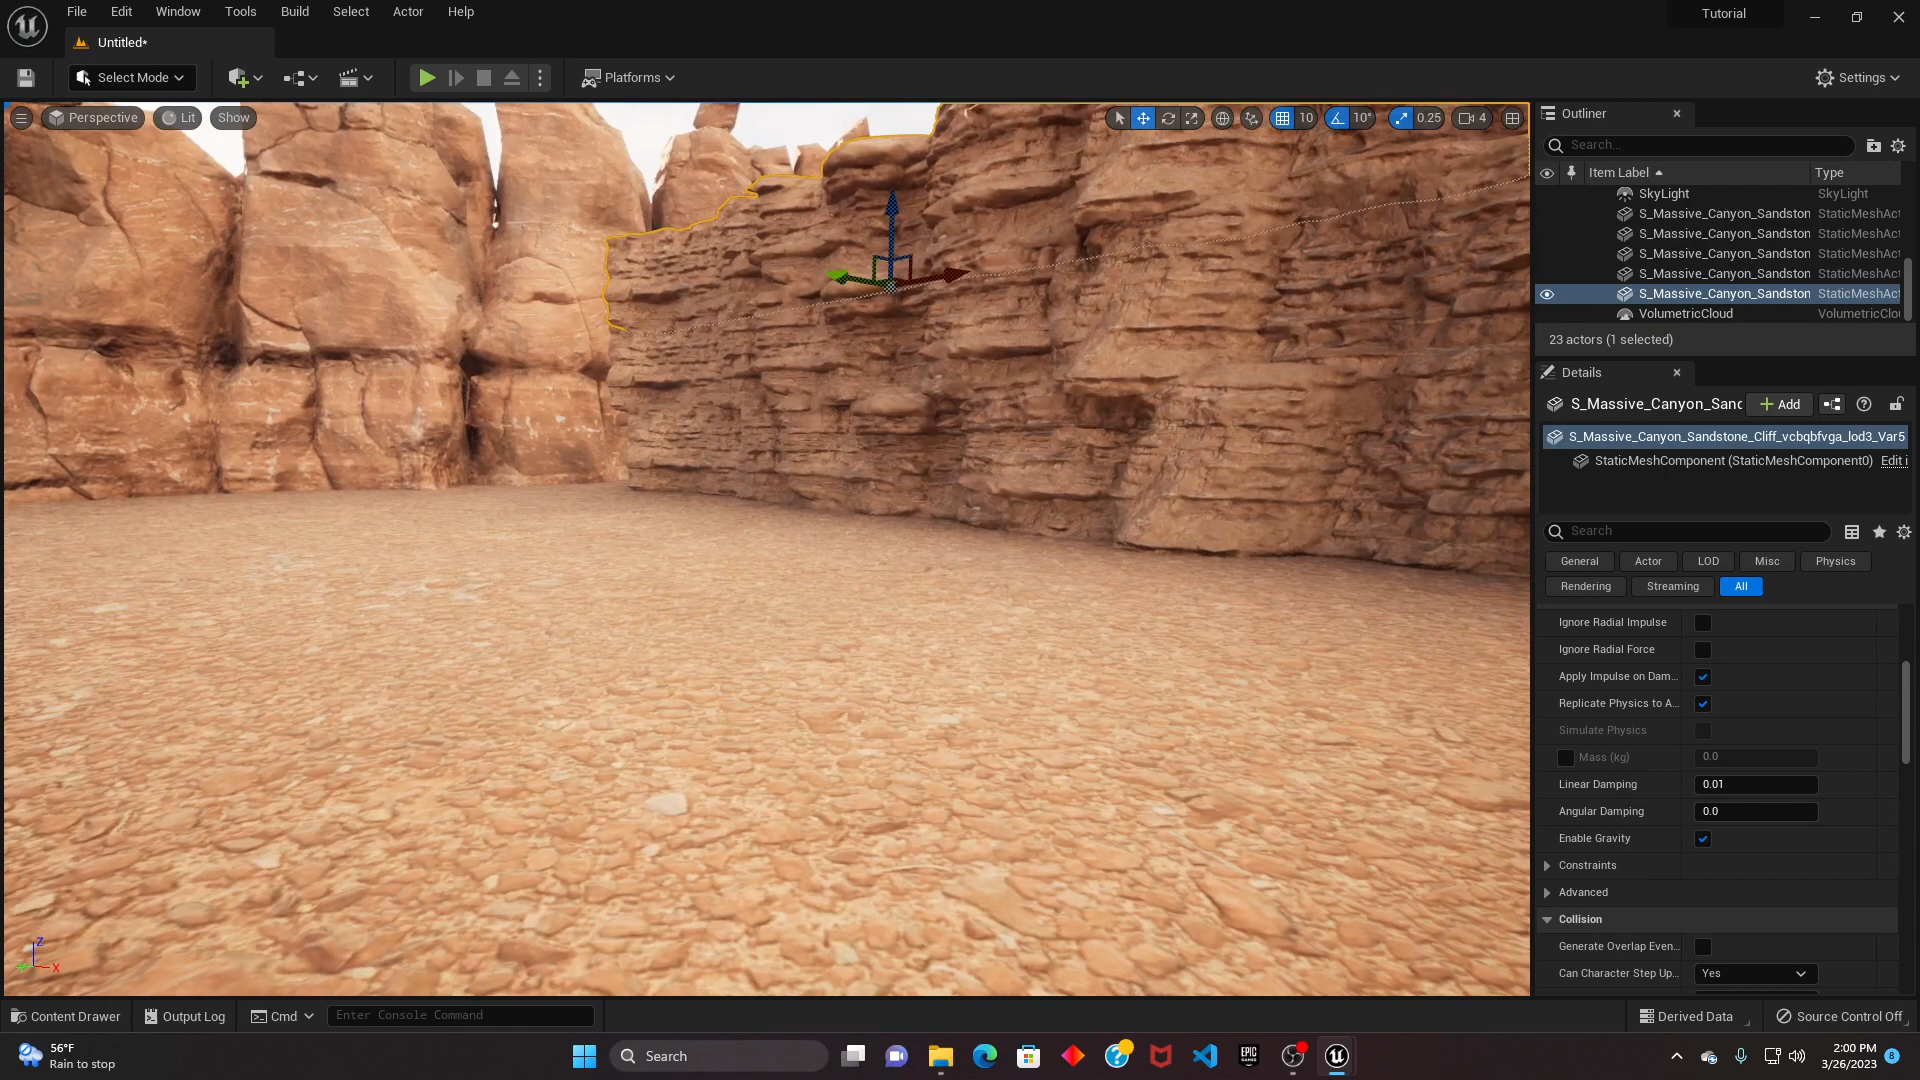 File Edit Window Tools Build Select Actor Help
Tutorial
Untitled*
Select Mode
Platforms
Settings
Perspective Lit Show
10 10° 0.25 4
Outliner
Search...
Item Label Type
SkyLight SkyLight
S_Massive_Canyon_Sandston StaticMeshAct
S_Massive_Canyon_Sandston StaticMeshAct
S_Massive_Canyon_Sandston StaticMeshAct
S_Massive_Canyon_Sandston StaticMeshAct
S_Massive_Canyon_Sandston StaticMeshAct
VolumetricCloud VolumetricClou
23 actors (1 selected)
Details
S_Massive_Canyon_Sand Add
S_Massive_Canyon_Sandstone_Cliff_vcbqbfvga_lod3_Var5
StaticMeshComponent (StaticMeshComponent0) Edit i
Search
General Actor LOD Misc Physics
Rendering Streaming All
Ignore Radial Impulse
Ignore Radial Force
Apply Impulse on Dam...
Replicate Physics to A...
Simulate Physics
Mass (kg) 0.0
Linear Damping 0.01
Angular Damping 0.0
Enable Gravity
Constraints
Advanced
Collision
Generate Overlap Even...
Can Character Step Up... Yes
Z
X
Content Drawer Output Log Cmd Enter Console Command
Derived Data Source Control Off
56°F
Rain to stop
Search
EPIC GAMES
2:00 PM
3/26/2023
8